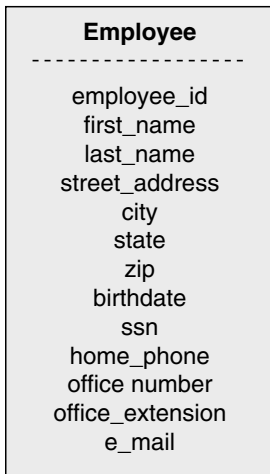 Employee
employee_id
first_name
last_name
street_address
city
state
zip
birthdate
ssn
home_phone
office number
office_extension
e_mail